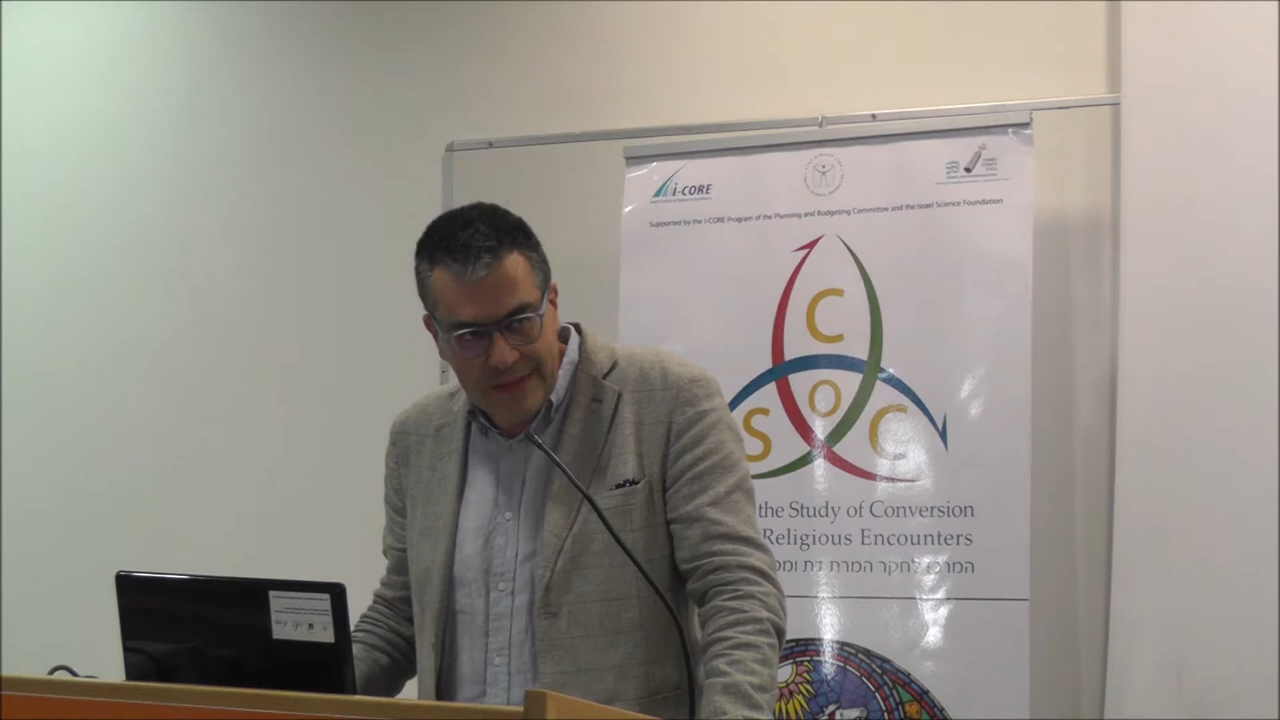 i-CORE
Supported by the I-CORE Program of the Planning and Budgeting Committee and the Israel Science Foundation
C
S O C
the Study of Conversion
Religious Encounters
המרכז לחקר המרת דת